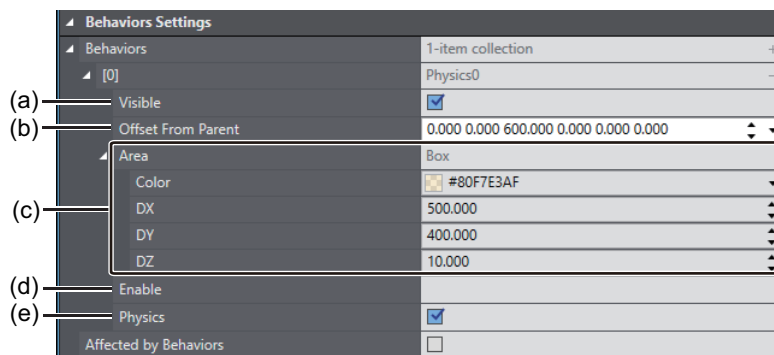 Behaviors Settings
Behaviors 1-item collection +
[0] Physics0 -
(a) Visible
(b) Offset From Parent 0.000 0.000 600.000 0.000 0.000 0.000
Area Box
Color #80F7E3AF
(c) DX 500.000
DY 400.000
DZ 10.000
(d) Enable
(e) Physics
Affected by Behaviors